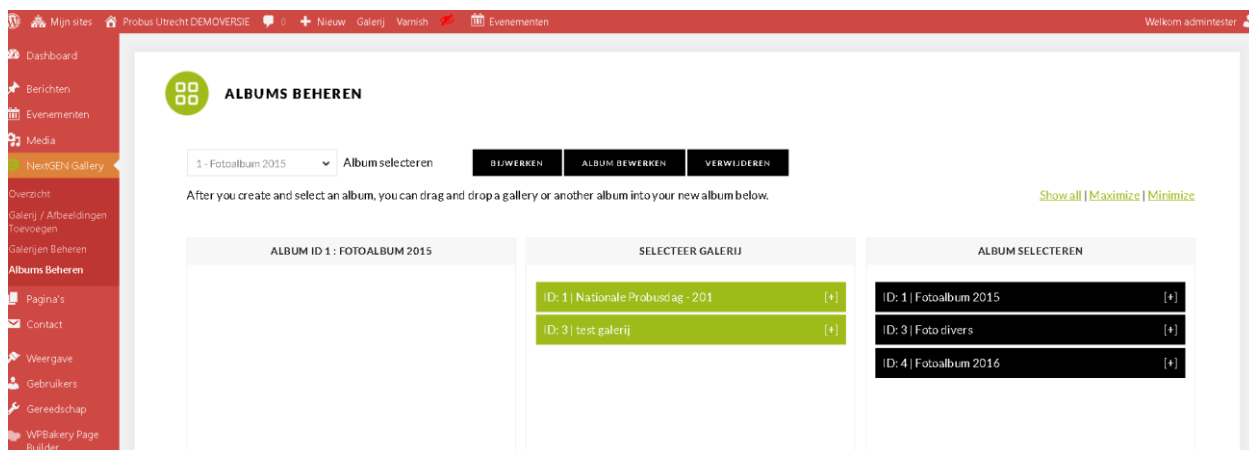 Mijn sites Probus Utrecht DEMOVERSIE 0 + Nieuw Galerij Varnish Evenementen Welkom admintester
Dashboard
Berichten
Evenementen
Media
NextGEN Gallery
Overzicht
Galerij / Afbeeldingen
Toevoegen
Galerijen Beheren
Albums Beheren
Pagina's
Contact
Weergave
Gebruikers
Gereedschap
WPBakery Page
Builder
ALBUMS BEHEREN
1 - Fotoalbum 2015 Album selecteren BIJWERKEN ALBUM BEWERKEN VERWIJDEREN
After you create and select an album, you can drag and drop a gallery or another album into your new album below. Show all | Maximize | Minimize
ALBUM ID 1 : FOTOALBUM 2015
SELECTEER GALERIJ
ID: 1 | Nationale Probusdag - 201 [+]
ID: 3 | test galerij [+]
ALBUM SELECTEREN
ID: 1 | Fotoalbum 2015 [+]
ID: 3 | Foto divers [+]
ID: 4 | Fotoalbum 2016 [+]